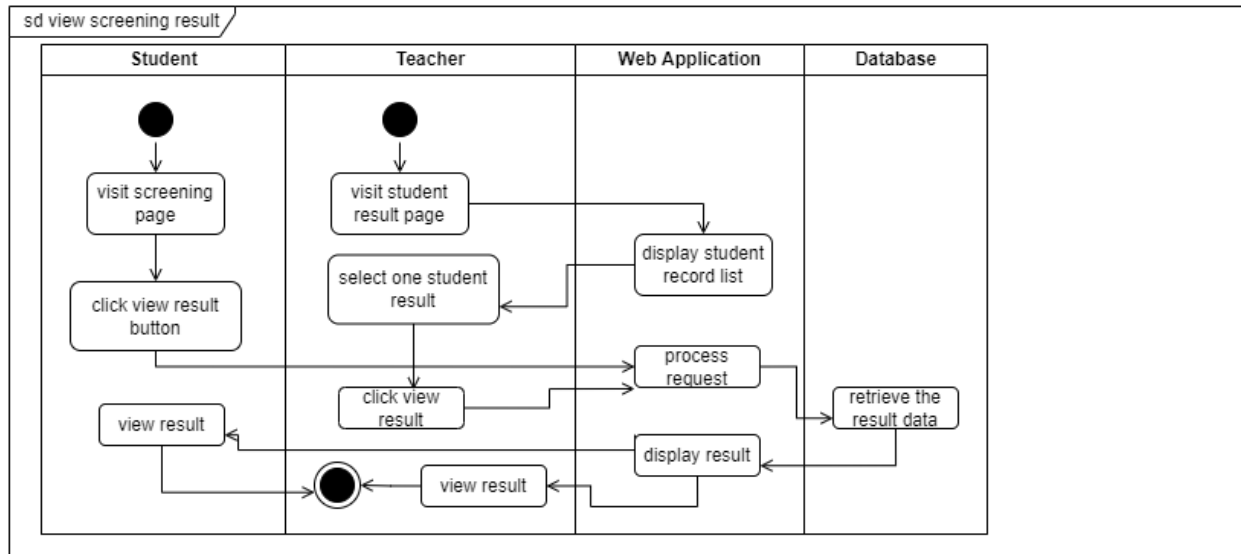 sd view screening result
Student
Teacher
Web Application
Database
visit screening
page
visit student
result page
display student
record list
select one student
result
click view result
button
process
request
click view
result
retrieve the
result data
view result
display result
view result